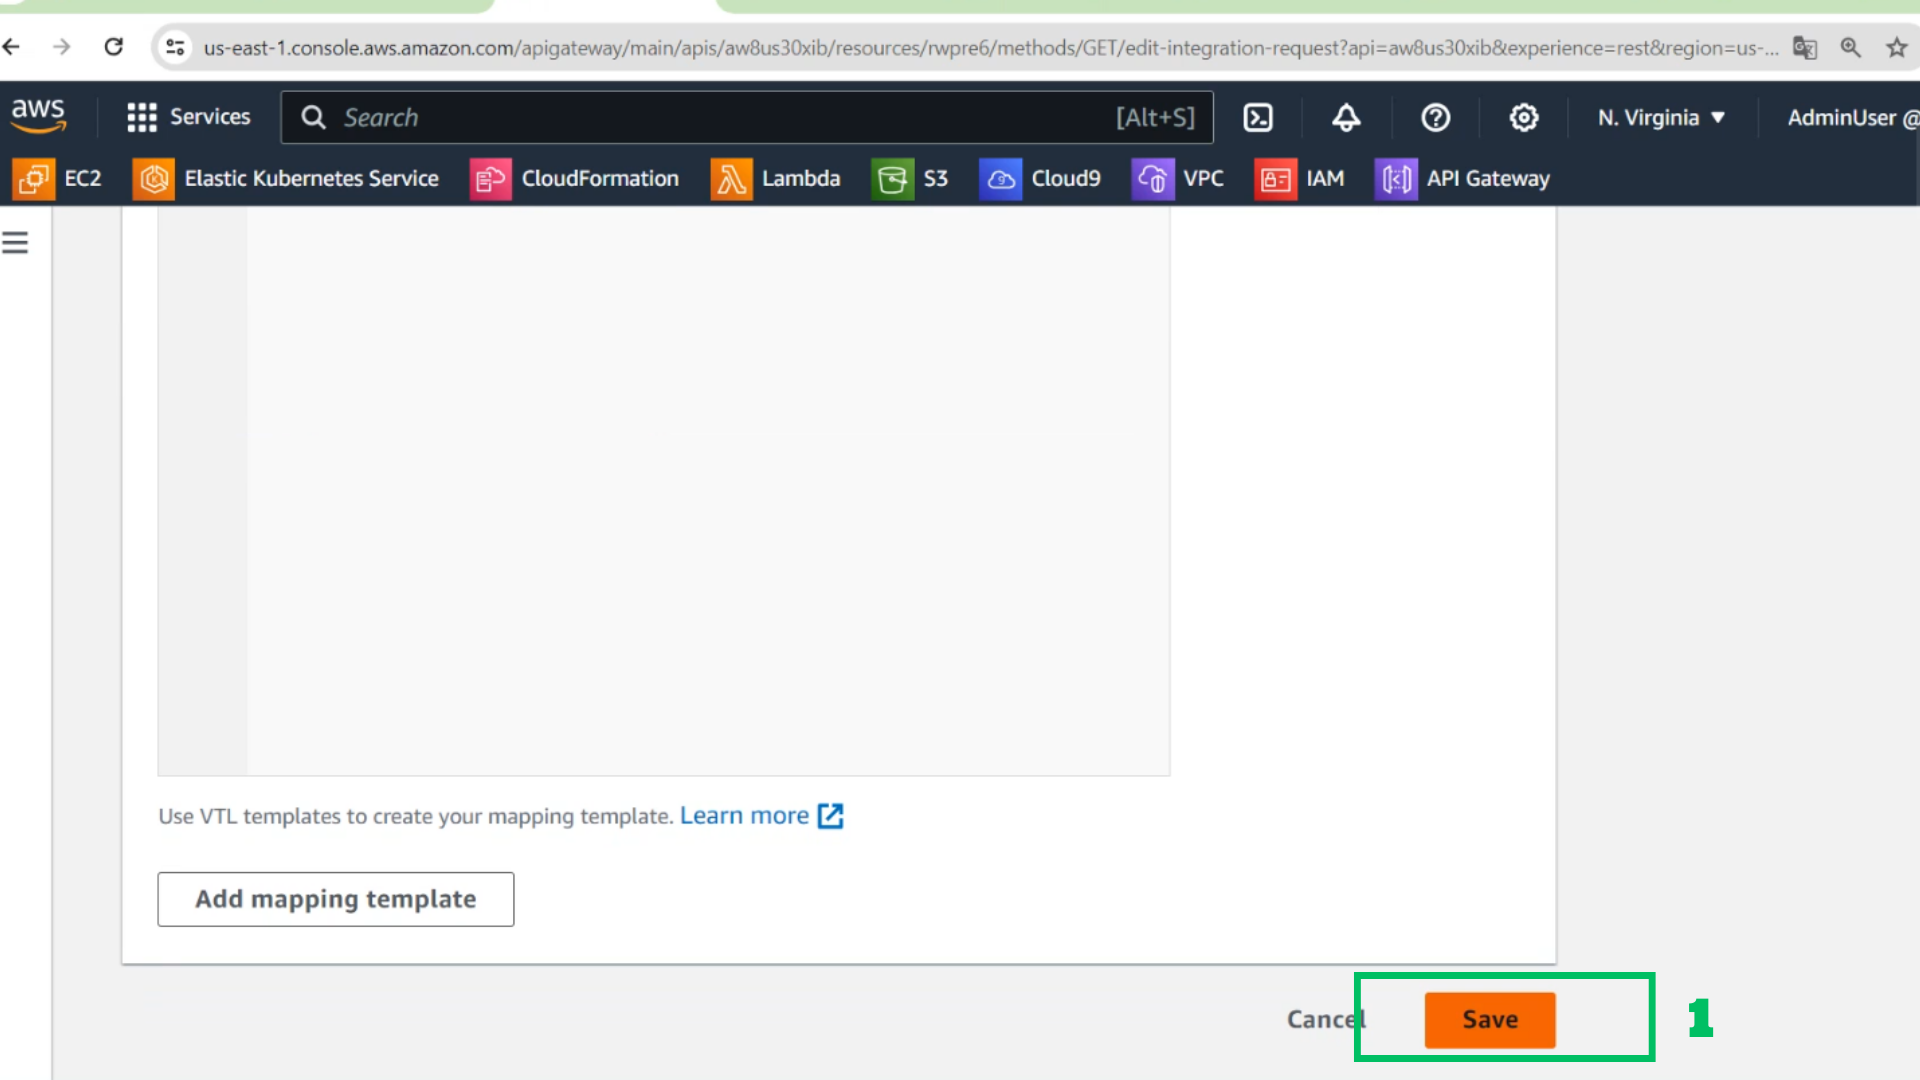 us-east-1.console.aws.amazon.com/apigateway/main/apis/aw8us30xib/resources/rwpre6/methods/GET/edit-integration-request?api=aw8us30xib&experience=rest&region=us-...
aws Services Search [Alt+S] N. Virginia ▼ AdminUser @
EC2 Elastic Kubernetes Service CloudFormation Lambda S3 Cloud9 VPC IAM API Gateway
Use VTL templates to create your mapping template. Learn more
Add mapping template
Cancel Save 1